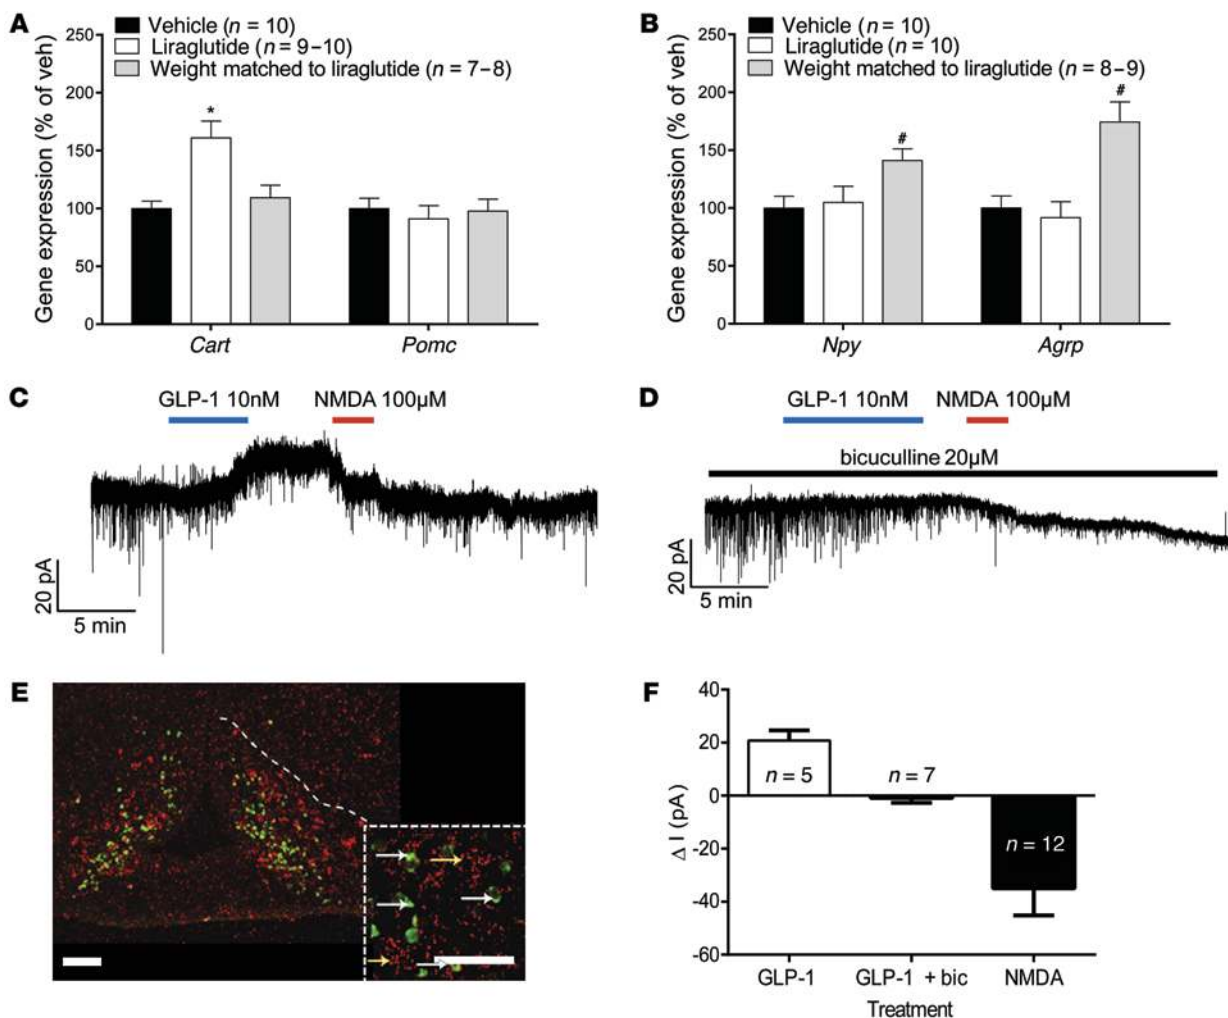 A
Vehicle (n = 10)
Liraglutide (n = 9–10)
Weight matched to liraglutide (n = 7–8)
Gene expression (% of veh)
250
200
150
100
50
0
*
Cart
Pomc
B
Vehicle (n = 10)
Liraglutide (n = 10)
Weight matched to liraglutide (n = 8–9)
Gene expression (% of veh)
250
200
150
100
50
0
#
#
Npy
Agrp
C
GLP-1 10nM
NMDA 100μM
20 pA
5 min
D
GLP-1 10nM
NMDA 100μM
bicuculline 20μM
20 pA
5 min
E
F
Δ I (pA)
40
20
0
-20
-40
-60
n = 5
n = 7
n = 12
GLP-1
GLP-1 + bic
NMDA
Treatment